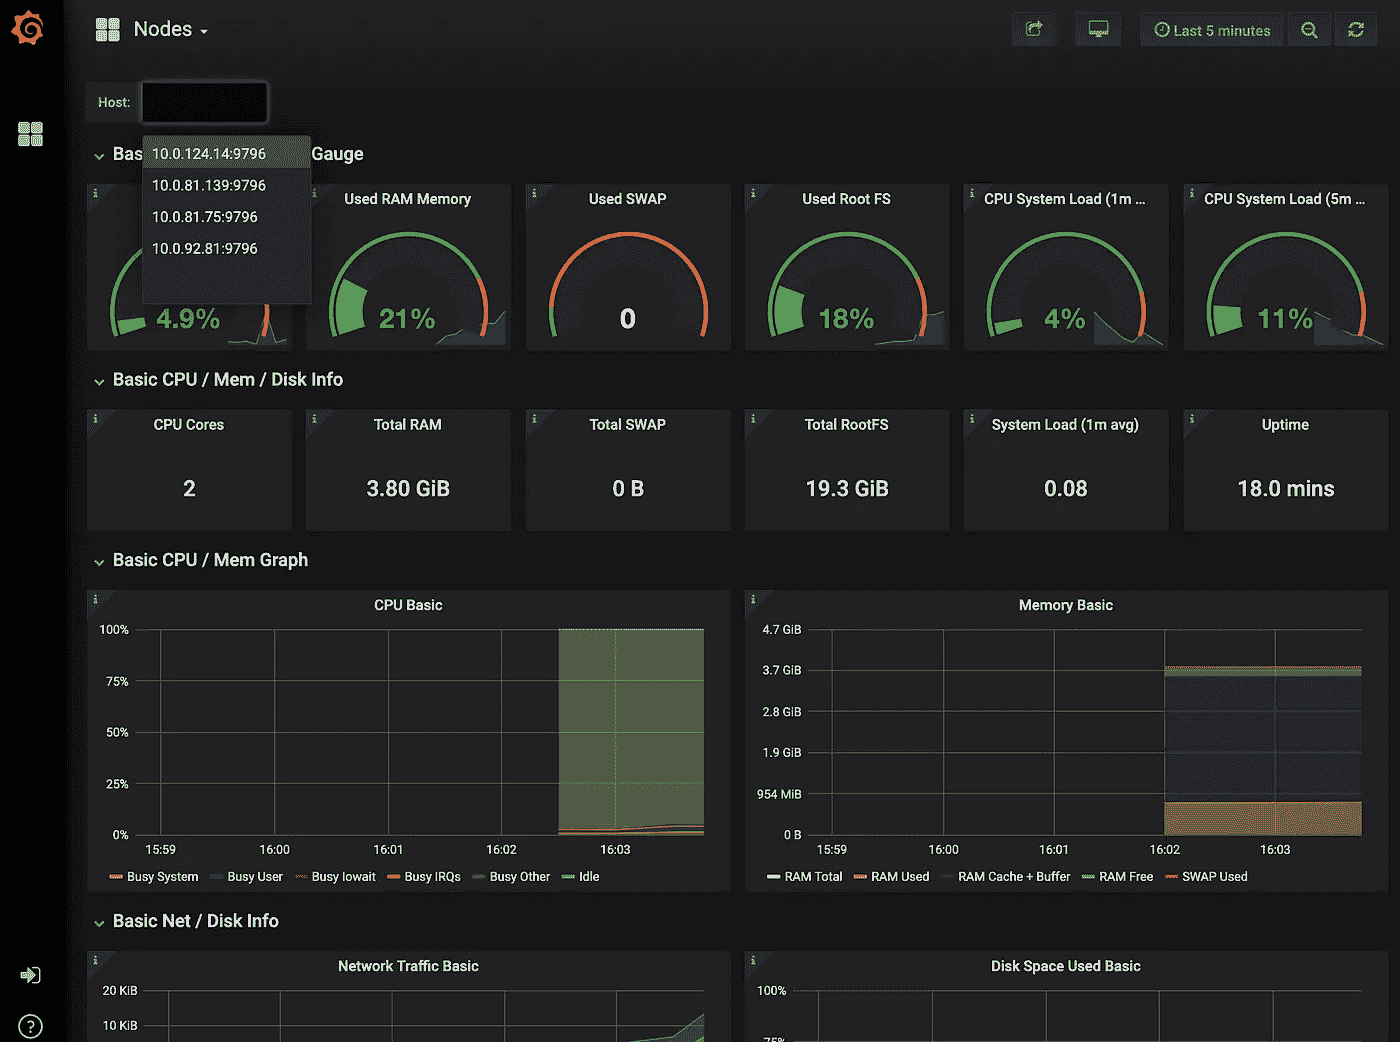 Nodes
Last 5 minutes
Host:
10.0.124.14:9796
10.0.81.139:9796
10.0.81.75:9796
10.0.92.81:9796
Gauge
Used RAM Memory
Used SWAP
Used Root FS
CPU System Load (1m ...
CPU System Load (5m ...
4.9%
21%
0
18%
4%
11%
Basic CPU / Mem / Disk Info
CPU Cores
Total RAM
Total SWAP
Total RootFS
System Load (1m avg)
Uptime
2
3.80 GiB
0 B
19.3 GiB
0.08
18.0 mins
Basic CPU / Mem Graph
CPU Basic
100%
75%
50%
25%
0%
15:59 16:00 16:01 16:02 16:03
Busy System Busy User Busy Iowait Busy IRQs Busy Other Idle
Memory Basic
4.7 GiB
3.7 GiB
2.8 GiB
1.9 GiB
954 MiB
0 B
15:59 16:00 16:01 16:02 16:03
RAM Total RAM Used RAM Cache + Buffer RAM Free SWAP Used
Basic Net / Disk Info
Network Traffic Basic
20 KiB
10 KiB
Disk Space Used Basic
100%
75%